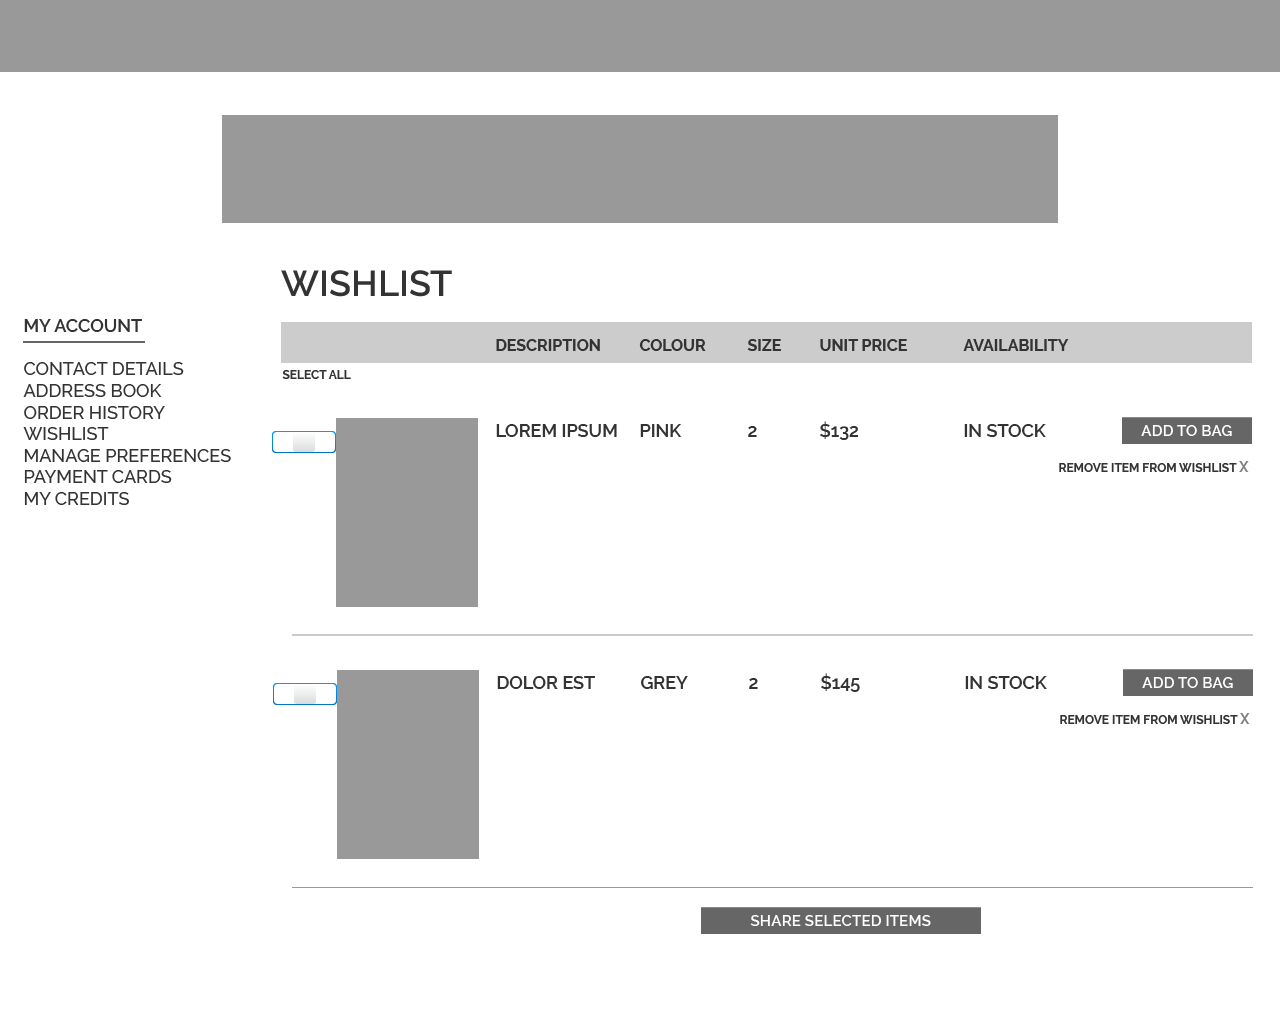 WISHLIST
MY ACCOUNT
CONTACT DETAILS
ADDRESS BOOK
ORDER HISTORY
WISHLIST
MANAGE PREFERENCES
PAYMENT CARDS
MY CREDITS
DESCRIPTION COLOUR SIZE UNIT PRICE AVAILABILITY
SELECT ALL
LOREM IPSUM PINK 2 $132 IN STOCK ADD TO BAG
REMOVE ITEM FROM WISHLIST X
DOLOR EST GREY 2 $145 IN STOCK ADD TO BAG
REMOVE ITEM FROM WISHLIST X
SHARE SELECTED ITEMS